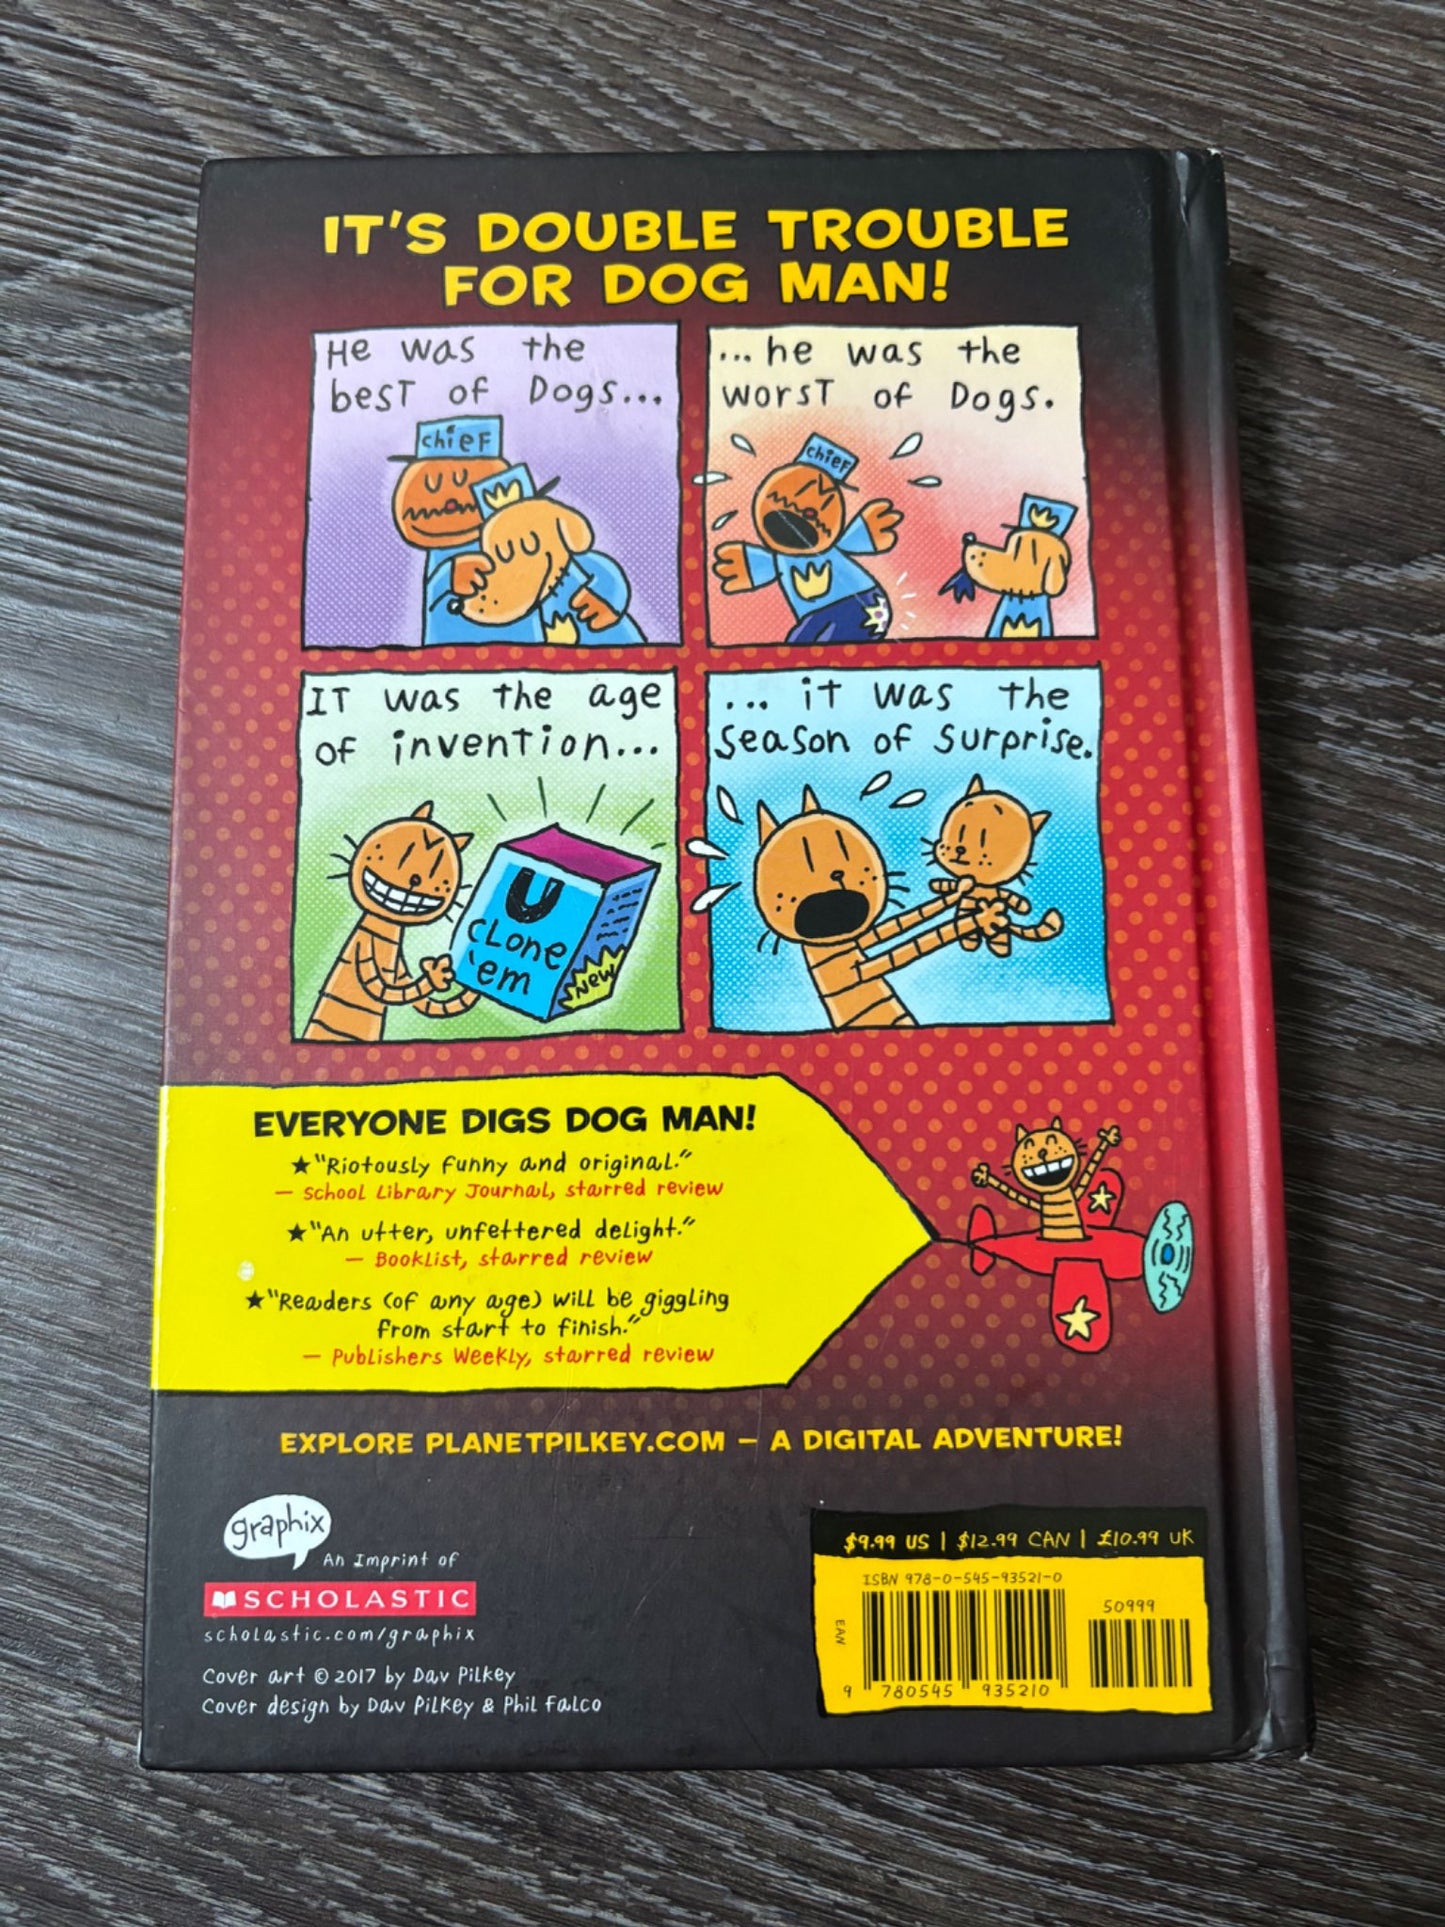 IT'S DOUBLE TROUBLE
FOR DOG MAN!
He was the
best of Dogs...
chief
... he was the
worst of Dogs.
chief
It was the age
of invention...
U
clone
'em
New
... it was the
season of surprise.
EVERYONE DIGS DOG MAN!
★"Riotously funny and original."
— School Library Journal, starred review
★"An utter, unfettered delight."
— Booklist, starred review
★"Readers (of any age) will be giggling
from start to finish."
— Publishers Weekly, starred review
EXPLORE PLANETPILKEY.COM — A DIGITAL ADVENTURE!
graphix
An Imprint of
SCHOLASTIC
scholastic.com/graphix
Cover art © 2017 by Dav Pilkey
Cover design by Dav Pilkey & Phil Falco
$9.99 US | $12.99 CAN | £10.99 UK
ISBN 978-0-545-93521-0
50999
EAN
9 780545 935210